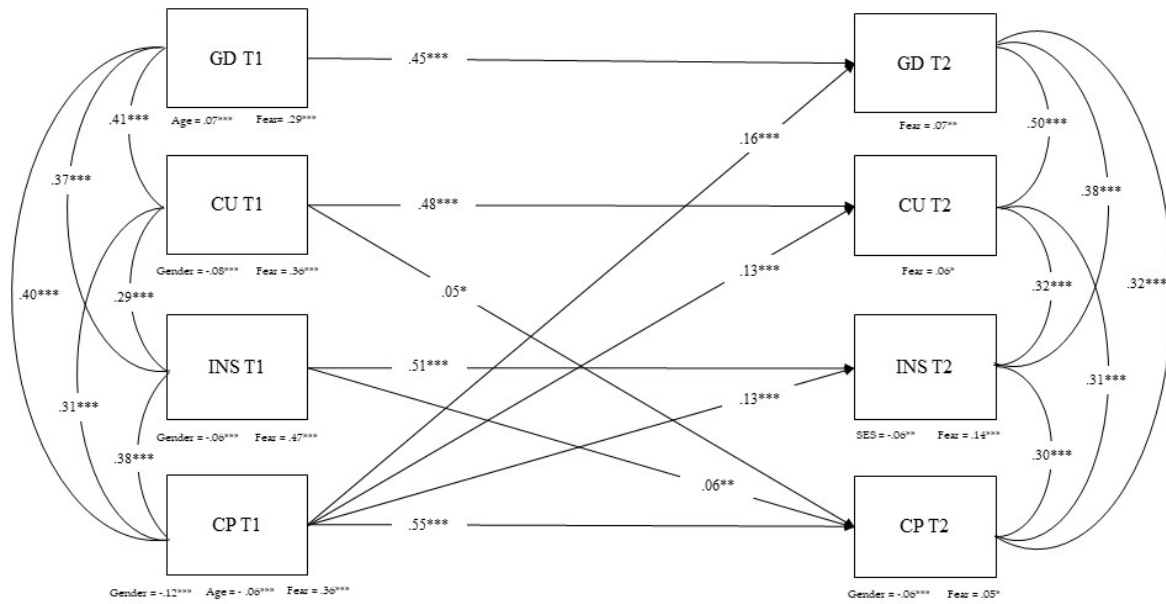 GD T1
.45***
GD T2
Age = .07*** Fear= .29***
Fear = .07**
.41***
.16***
.50***
.37***
.38***
CU T1
.48***
CU T2
Gender = -.08*** Fear = .36***
Fear = .06*
.13***
.40***
.29***
.05*
.32***
.32***
INS T1
.51***
INS T2
.31***
.13***
.31***
Gender = -.06*** Fear = .47***
SES = -.06** Fear = .14***
.38***
.30***
.06**
CP T1
.55***
CP T2
Gender = -.12*** Age = - .06*** Fear = .36***
Gender = -.06*** Fear = .05*